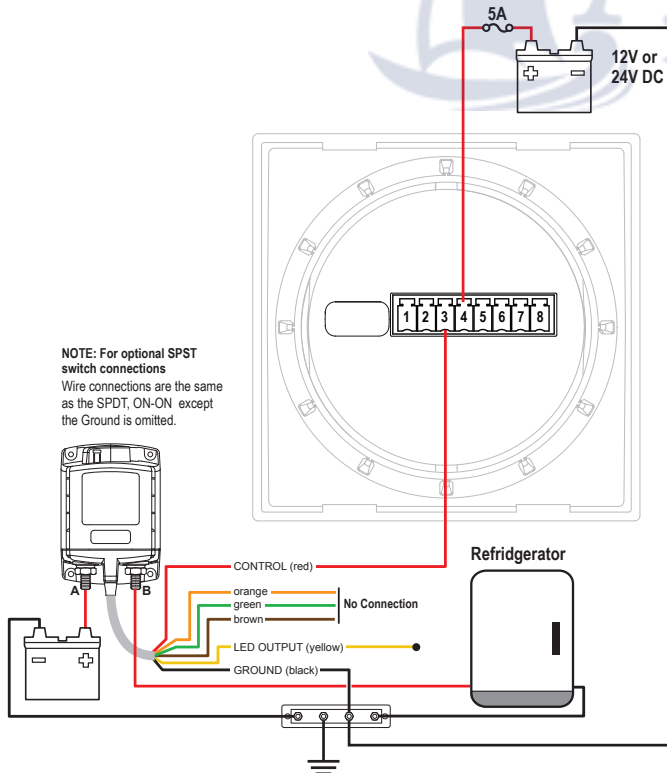 5A
12V or
24V DC
1 2 3 4 5 6 7 8
NOTE: For optional SPST
switch connections
Wire connections are the same
as the SPDT, ON-ON except
the Ground is omitted.
A
B
CONTROL (red)
orange
green
brown
No Connection
LED OUTPUT (yellow)
GROUND (black)
Refridgerator